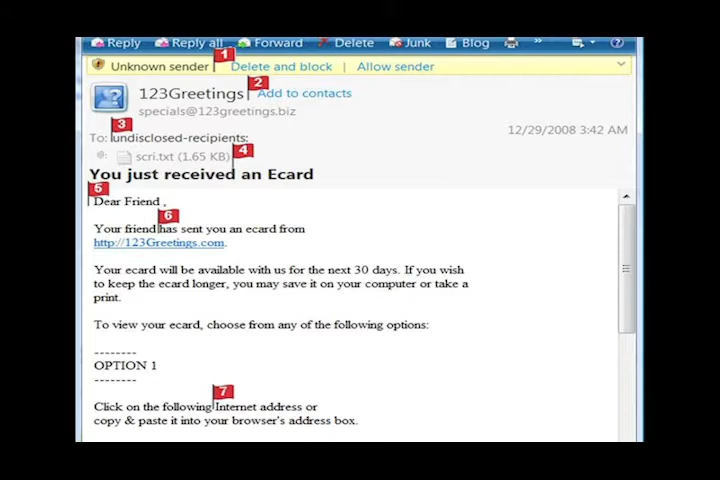 Reply Reply all Forward Delete Junk Blog »
1
Unknown sender Delete and block | Allow sender
2
123Greetings Add to contacts
specials@123greetings.biz
3
12/29/2008 3:42 AM
To: undisclosed-recipients:
4
scri.txt (1.65 KB)
You just received an Ecard
5
Dear Friend ,
6
Your friend has sent you an ecard from
http://123Greetings.com.
Your ecard will be available with us for the next 30 days. If you wish
to keep the ecard longer, you may save it on your computer or take a
print.
To view your ecard, choose from any of the following options:
--------
OPTION 1
--------
7
Click on the following Internet address or
copy & paste it into your browser's address box.